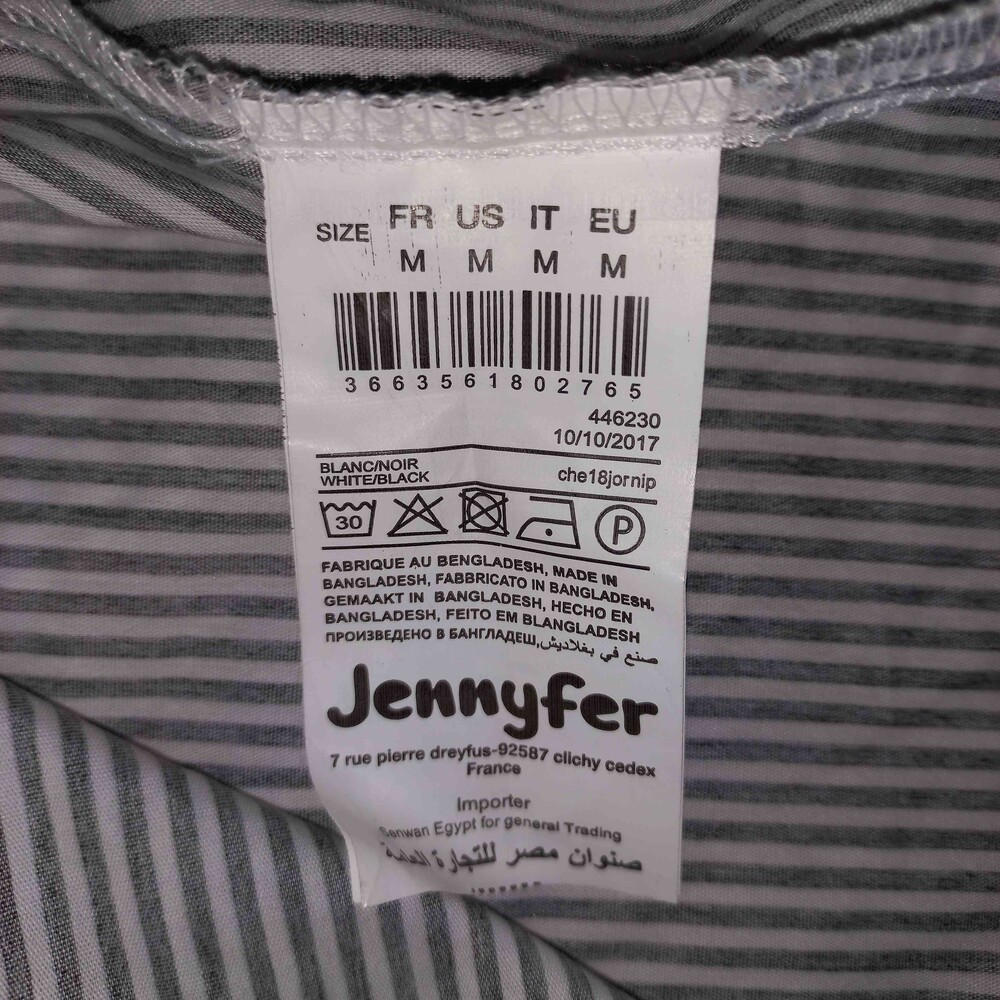 SIZE FR US IT EU
M M M M
3663561802765
446230
10/10/2017
BLANC/NOIR
WHITE/BLACK
che18jornip
30 P
FABRIQUE AU BENGLADESH, MADE IN
BANGLADESH, FABBRICATO IN BANGLADESH,
GEMAAKT IN BANGLADESH, HECHO EN
BANGLADESH, FEITO EM BLANGLADESH
ПРОИЗВЕДЕНО В БАНГЛАДЕШ, صنع في بغلاديش
Jennyfer
7 rue pierre dreyfus-92587 clichy cedex
France
Importer
Senwan Egypt for general Trading
صنوان مصر للتجارة العامة